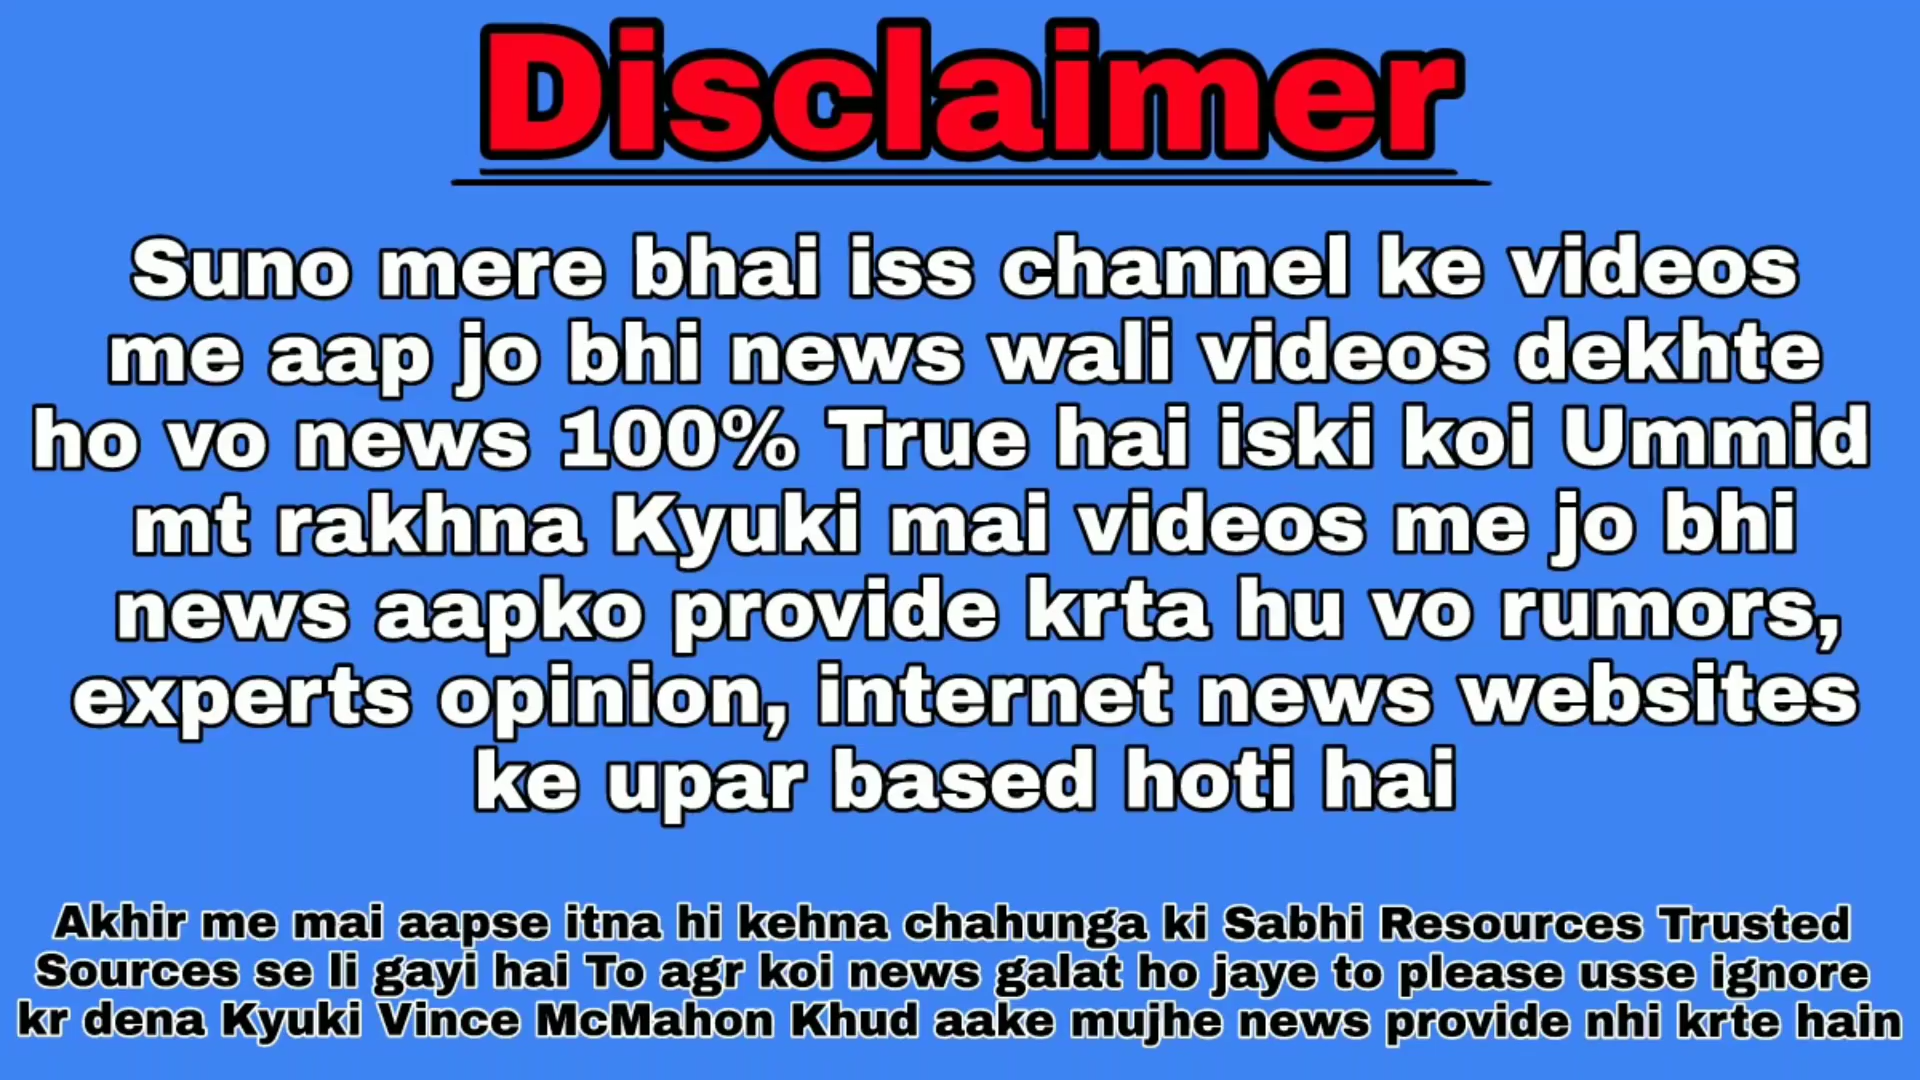 Disclaimer
Suno mere bhai iss channel ke videos
me aap jo bhi news wali videos dekhte
ho vo news 100% True hai iski koi Ummid
mt rakhna Kyuki mai videos me jo bhi
news aapko provide krta hu vo rumors,
experts opinion, internet news websites
ke upar based hoti hai
Akhir me mai aapse itna hi kehna chahunga ki Sabhi Resources Trusted
Sources se li gayi hai To agr koi news galat ho jaye to please usse ignore
kr dena Kyuki Vince McMahon Khud aake mujhe news provide nhi krte hain